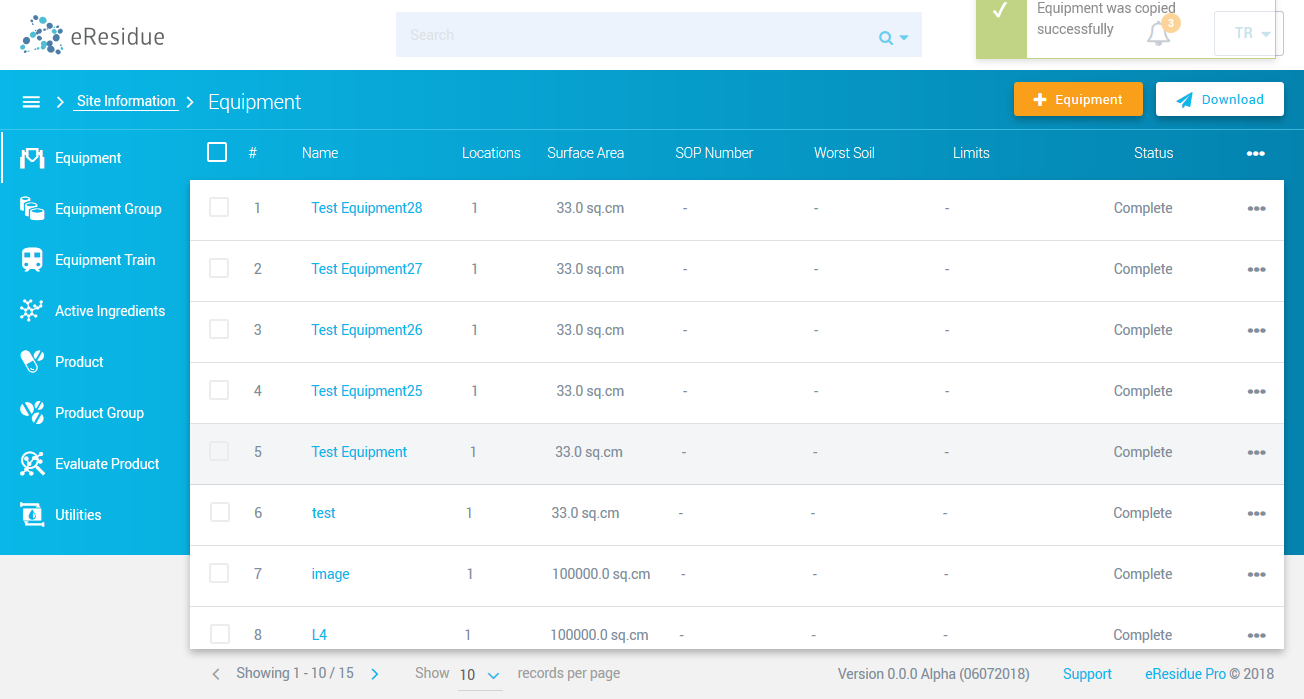 eResidue
Search
Equipment was copied
successfully
3
TR
Site Information
Equipment
Equipment
Download
Equipment
Equipment Group
Equipment Train
Active Ingredients
Product
Product Group
Evaluate Product
Utilities
# Name Locations Surface Area SOP Number Worst Soil Limits Status
1 Test Equipment28 1 33.0 sq.cm - - - Complete
2 Test Equipment27 1 33.0 sq.cm - - - Complete
3 Test Equipment26 1 33.0 sq.cm - - - Complete
4 Test Equipment25 1 33.0 sq.cm - - - Complete
5 Test Equipment 1 33.0 sq.cm - - - Complete
6 test 1 33.0 sq.cm - - - Complete
7 image 1 100000.0 sq.cm - - - Complete
8 L4 1 100000.0 sq.cm - - - Complete
Showing 1 - 10 / 15
Show 10 records per page
Version 0.0.0 Alpha (06072018)
Support
eResidue Pro © 2018